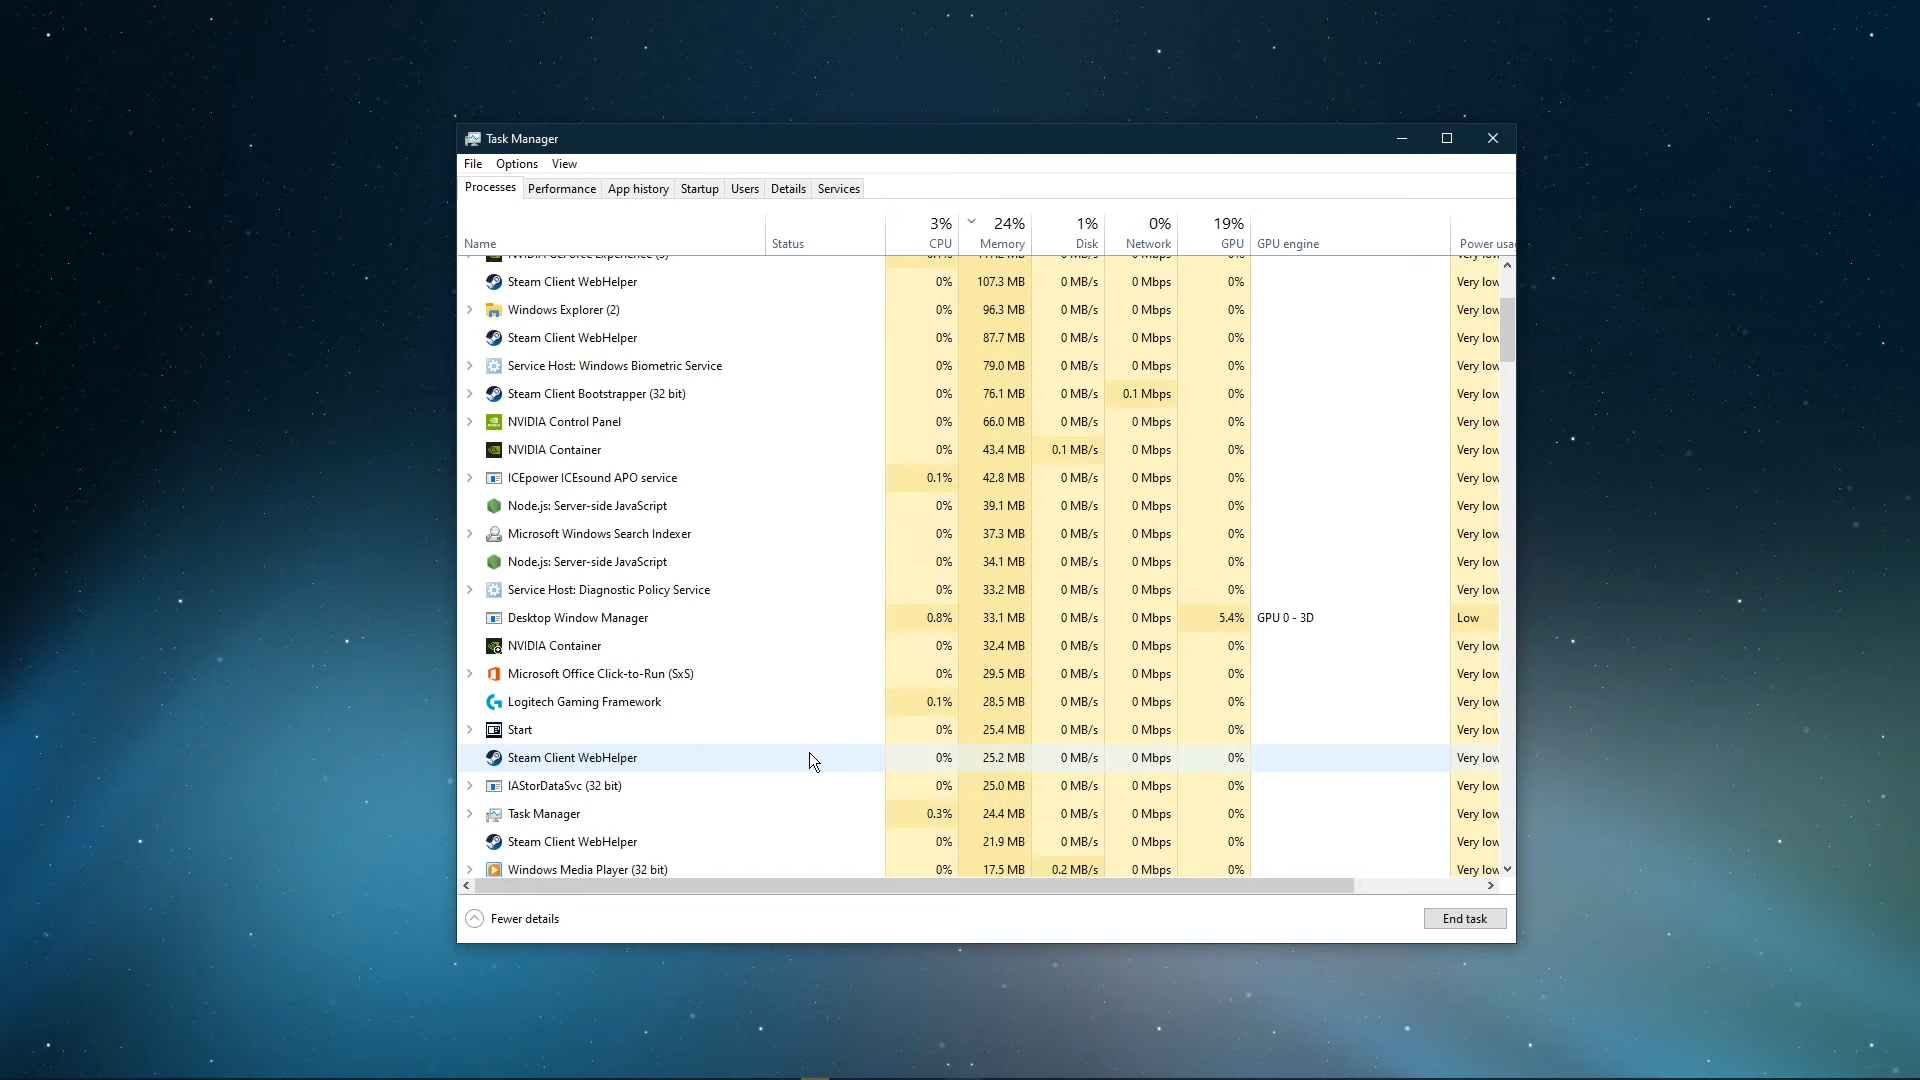 Task Manager
File Options View
Processes Performance App history Startup Users Details Services
3% 24% 1% 0% 19%
Name Status CPU Memory Disk Network GPU GPU engine Power usa
NVIDIA GeForce Experience 0 MB/s 0 Mbps 0% Very low
Steam Client WebHelper 0% 107.3 MB 0 MB/s 0 Mbps 0% Very low
Windows Explorer (2) 0% 96.3 MB 0 MB/s 0 Mbps 0% Very low
Steam Client WebHelper 0% 87.7 MB 0 MB/s 0 Mbps 0% Very low
Service Host: Windows Biometric Service 0% 79.0 MB 0 MB/s 0 Mbps 0% Very low
Steam Client Bootstrapper (32 bit) 0% 76.1 MB 0 MB/s 0.1 Mbps 0% Very low
NVIDIA Control Panel 0% 66.0 MB 0 MB/s 0 Mbps 0% Very low
NVIDIA Container 0% 43.4 MB 0.1 MB/s 0 Mbps 0% Very low
ICEpower ICEsound APO service 0.1% 42.8 MB 0 MB/s 0 Mbps 0% Very low
Node.js: Server-side JavaScript 0% 39.1 MB 0 MB/s 0 Mbps 0% Very low
Microsoft Windows Search Indexer 0% 37.3 MB 0 MB/s 0 Mbps 0% Very low
Node.js: Server-side JavaScript 0% 34.1 MB 0 MB/s 0 Mbps 0% Very low
Service Host: Diagnostic Policy Service 0% 33.2 MB 0 MB/s 0 Mbps 0% Very low
Desktop Window Manager 0.8% 33.1 MB 0 MB/s 0 Mbps 5.4% GPU 0 - 3D Low
NVIDIA Container 0% 32.4 MB 0 MB/s 0 Mbps 0% Very low
Microsoft Office Click-to-Run (SxS) 0% 29.5 MB 0 MB/s 0 Mbps 0% Very low
Logitech Gaming Framework 0.1% 28.5 MB 0 MB/s 0 Mbps 0% Very low
Start 0% 25.4 MB 0 MB/s 0 Mbps 0% Very low
Steam Client WebHelper 0% 25.2 MB 0 MB/s 0 Mbps 0% Very low
IAStorDataSvc (32 bit) 0% 25.0 MB 0 MB/s 0 Mbps 0% Very low
Task Manager 0.3% 24.4 MB 0 MB/s 0 Mbps 0% Very low
Steam Client WebHelper 0% 21.9 MB 0 MB/s 0 Mbps 0% Very low
Windows Media Player (32 bit) 0% 17.5 MB 0.2 MB/s 0 Mbps 0% Very low
Fewer details End task